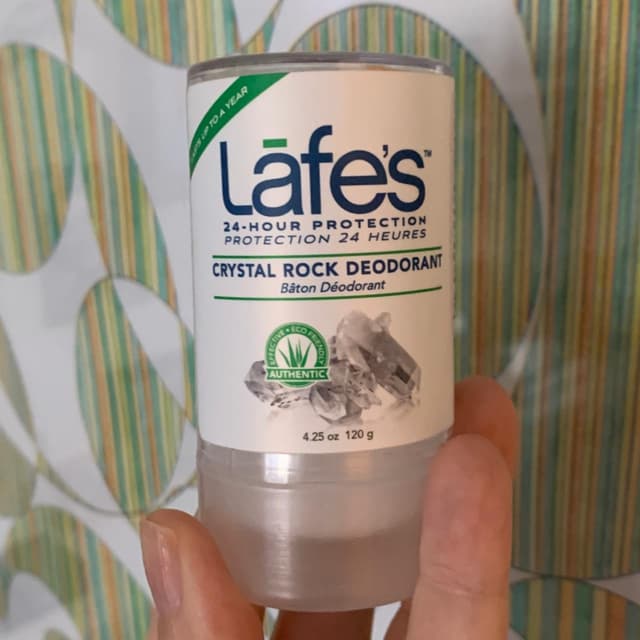 UP TO A YEAR
Lāfe's™
24-HOUR PROTECTION
PROTECTION 24 HEURES
CRYSTAL ROCK DEODORANT
Bâton Déodorant
EFFECTIVE • ECO FRIENDLY
AUTHENTIC
4.25 oz 120 g